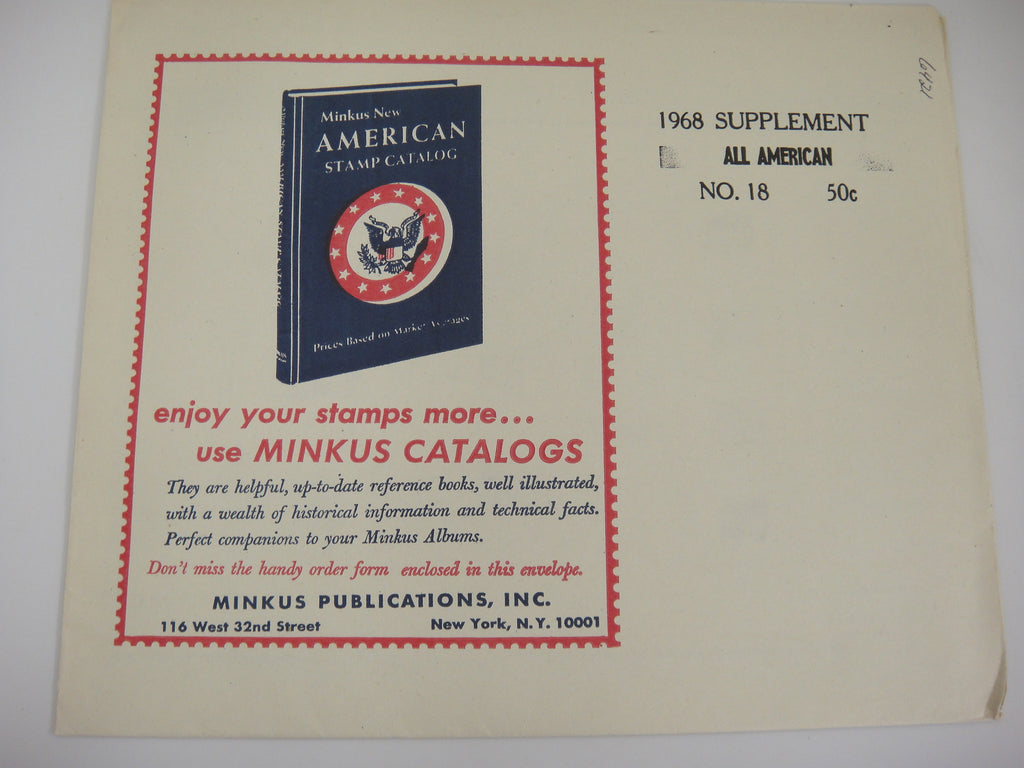 Minkus New
AMERICAN
STAMP CATALOG
Prices Based on Market Averages
enjoy your stamps more...
use MINKUS CATALOGS
They are helpful, up-to-date reference books, well illustrated,
with a wealth of historical information and technical facts.
Perfect companions to your Minkus Albums.
Don't miss the handy order form enclosed in this envelope.
MINKUS PUBLICATIONS, INC.
116 West 32nd Street New York, N.Y. 10001
1968 SUPPLEMENT
ALL AMERICAN
NO. 18 50c